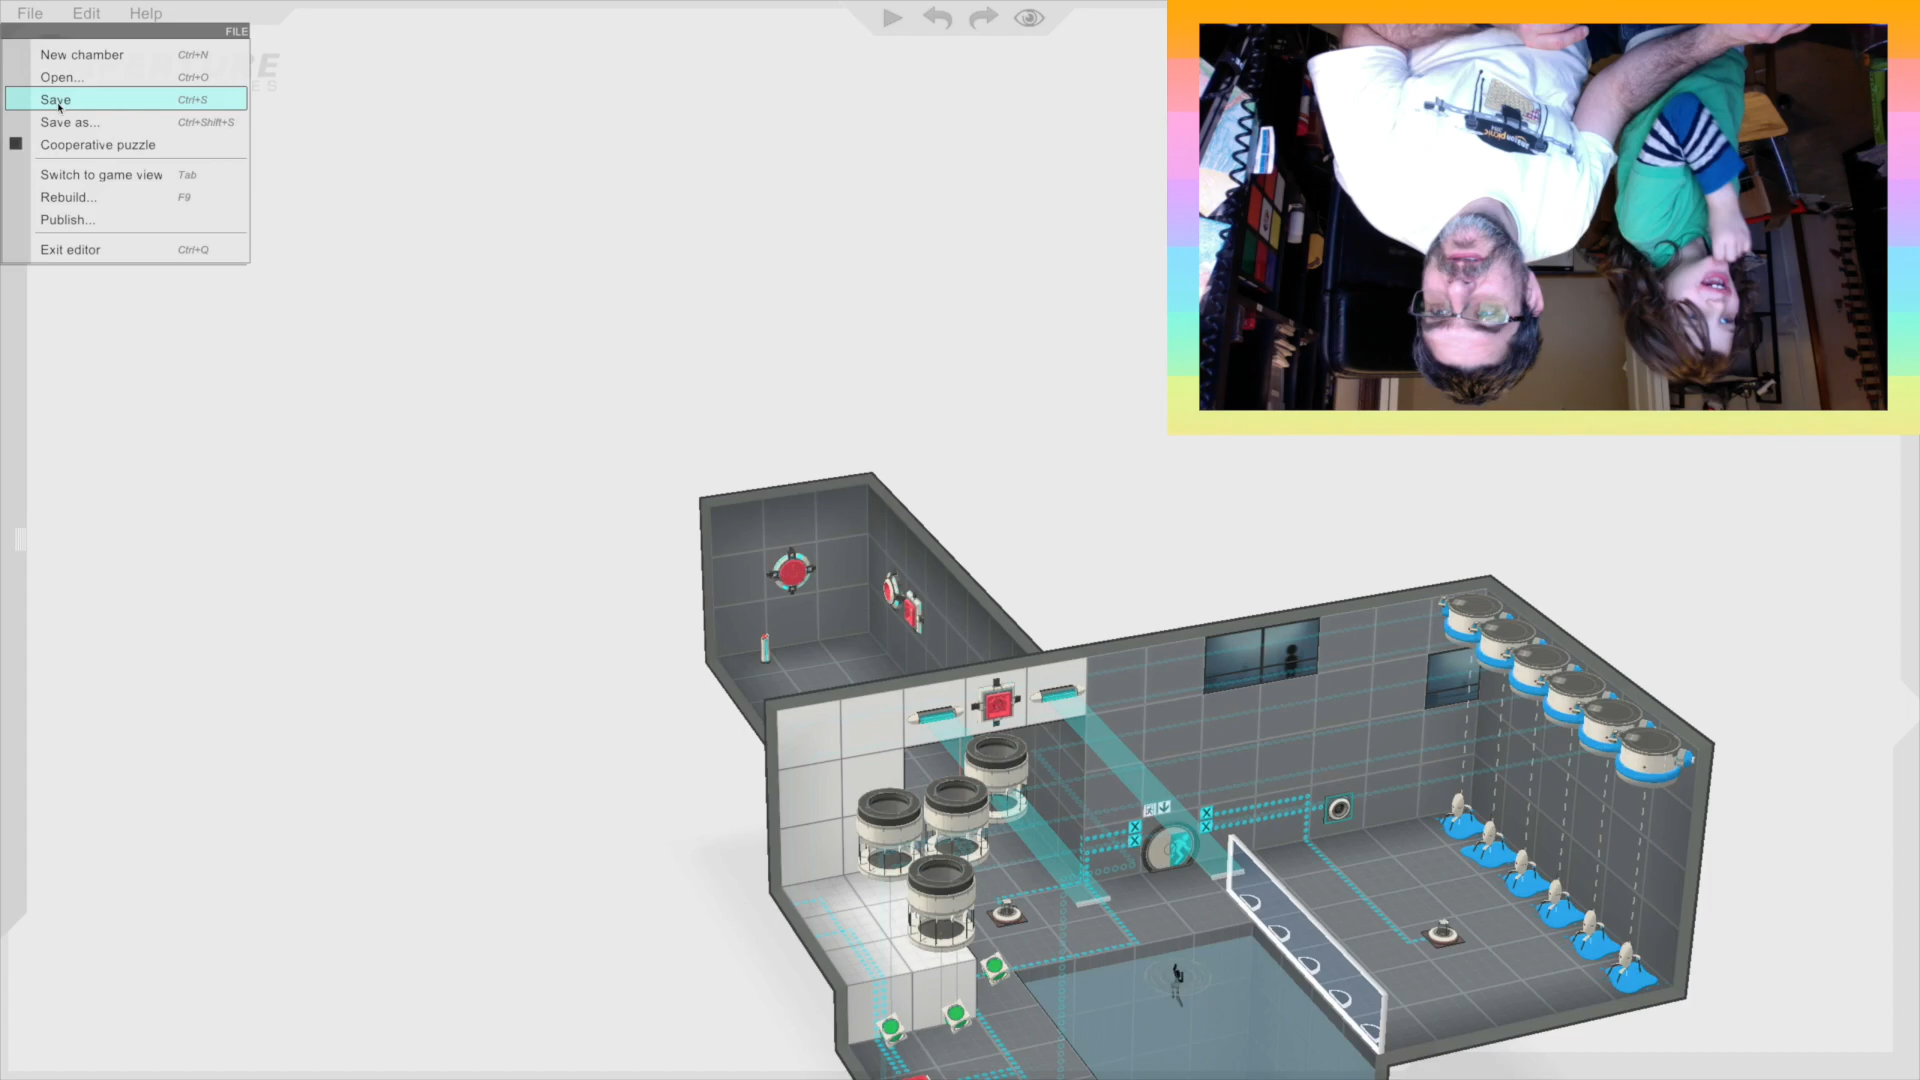 File Edit Help
FILE
New chamber Ctrl+N
Open... Ctrl+O
Save Ctrl+S
Save as... Ctrl+Shift+S
Cooperative puzzle
Switch to game view Tab
Rebuild... F9
Publish...
Exit editor Ctrl+Q